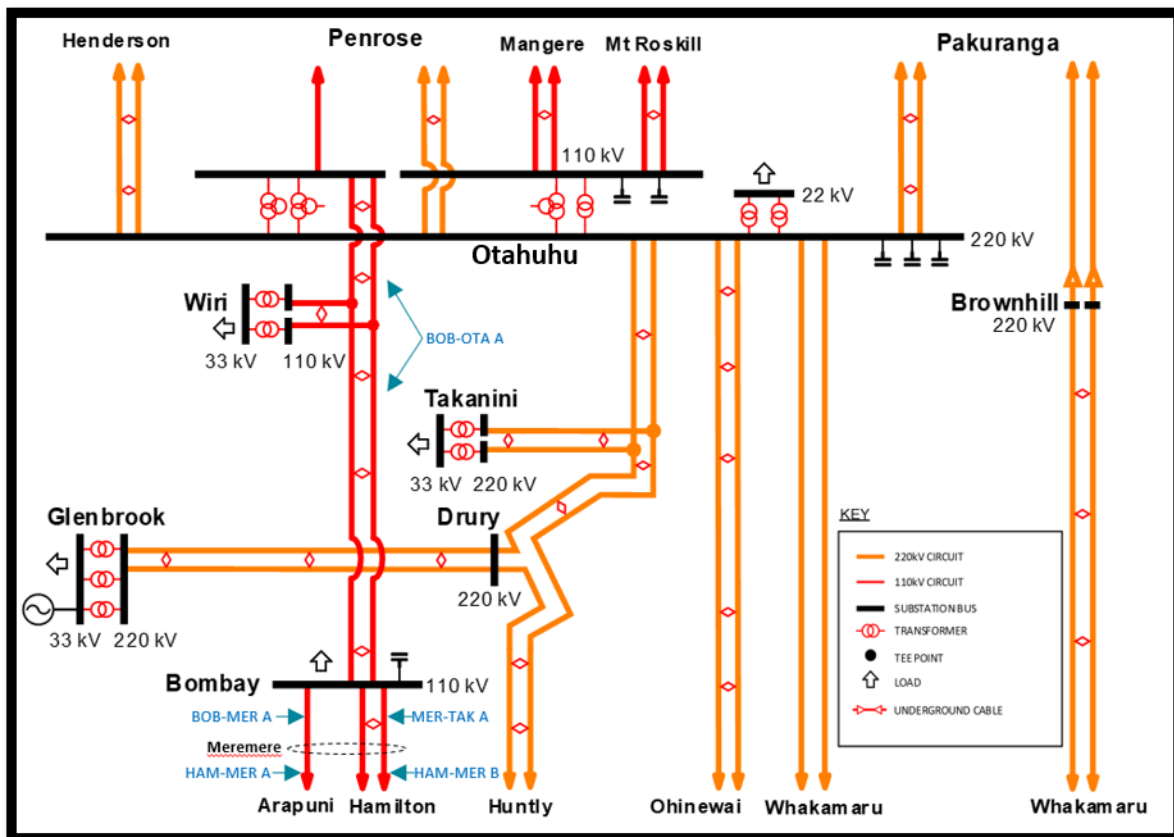 Henderson
Penrose
Mangere
Mt Roskill
Pakuranga
110 kV
22 kV
220 kV
Otahuhu
Wiri
33 kV
110 kV
BOB-OTA A
Brownhill
220 kV
Takanini
33 kV
220 kV
Glenbrook
Drury
33 kV
220 kV
220 kV
KEY
220kV CIRCUIT
110kV CIRCUIT
SUBSTATION BUS
TRANSFORMER
TEE POINT
LOAD
UNDERGROUND CABLE
Bombay
110 kV
BOB-MER A
MER-TAK A
Meremere
HAM-MER A
HAM-MER B
Arapuni
Hamilton
Huntly
Ohinewai
Whakamaru
Whakamaru